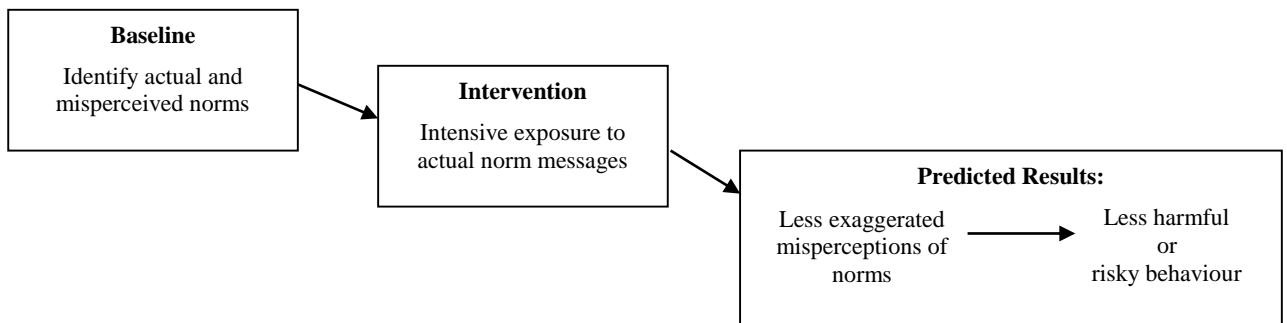 Baseline
Identify actual and
misperceived norms
Intervention
Intensive exposure to
actual norm messages
Predicted Results:
Less exaggerated
misperceptions of
norms
Less harmful
or
risky behaviour